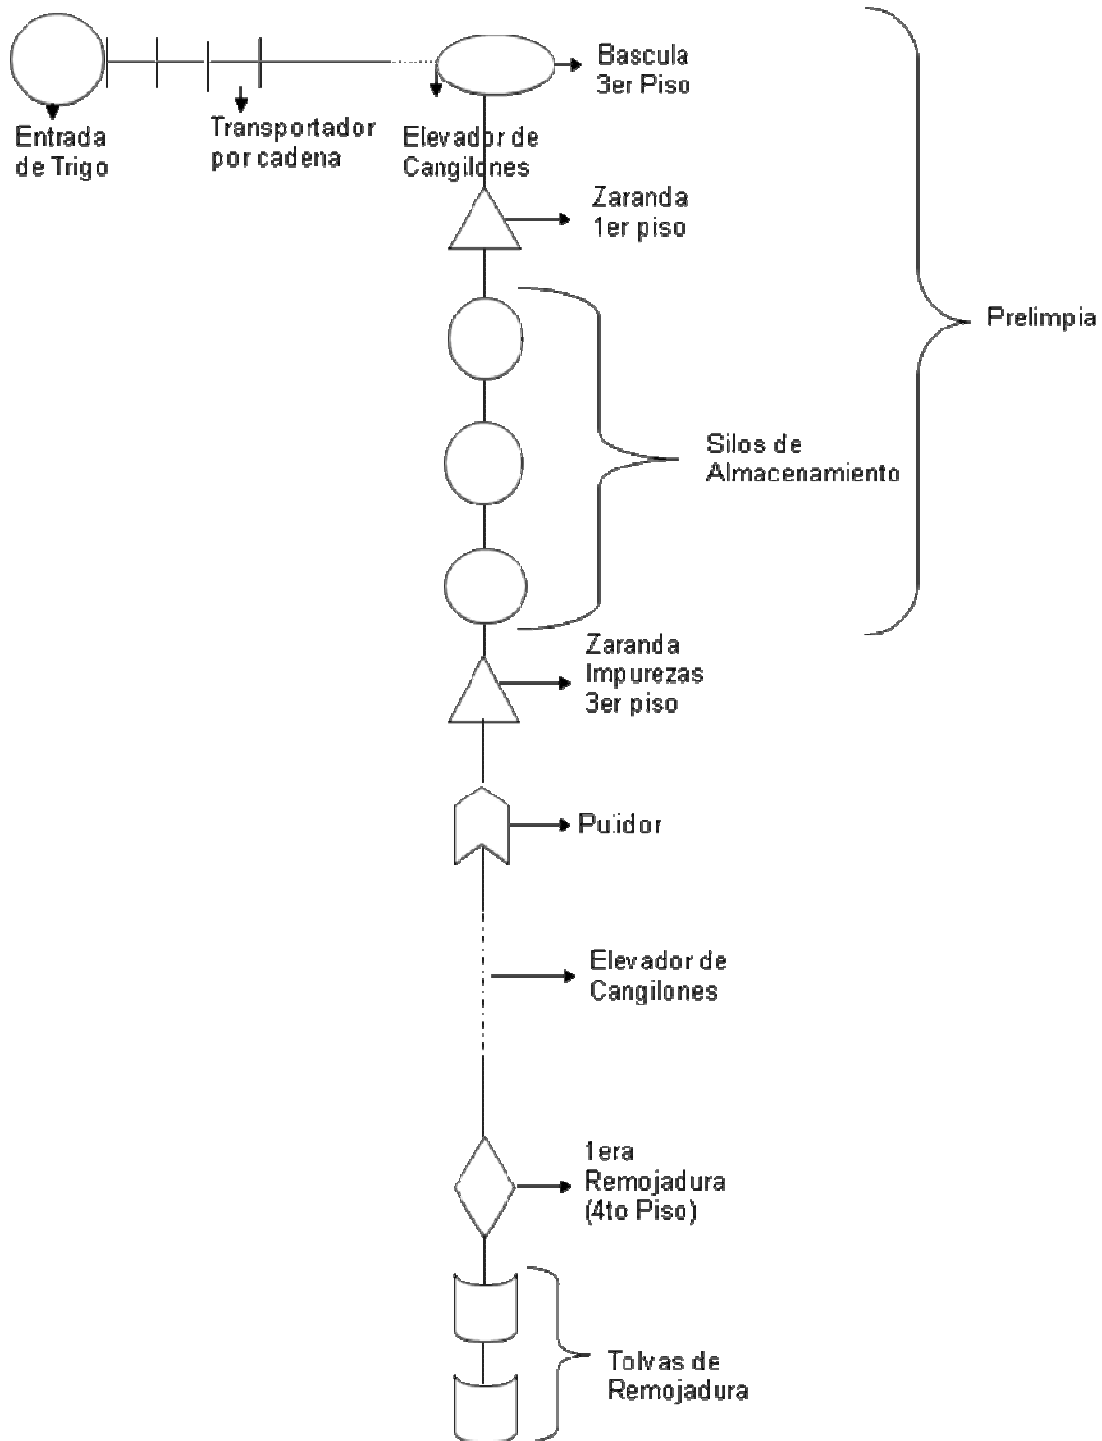 Entrada
de Trigo
Transportador
por cadena
Elevador de
Cangilones
Bascula
3er Piso
Zaranda
1er piso
Prelimpia
Silos de
Almacenamiento
Zaranda
Impurezas
3er piso
Pulidor
Elevador de
Cangilones
1era
Remojadura
(4to Piso)
Tolvas de
Remojadura